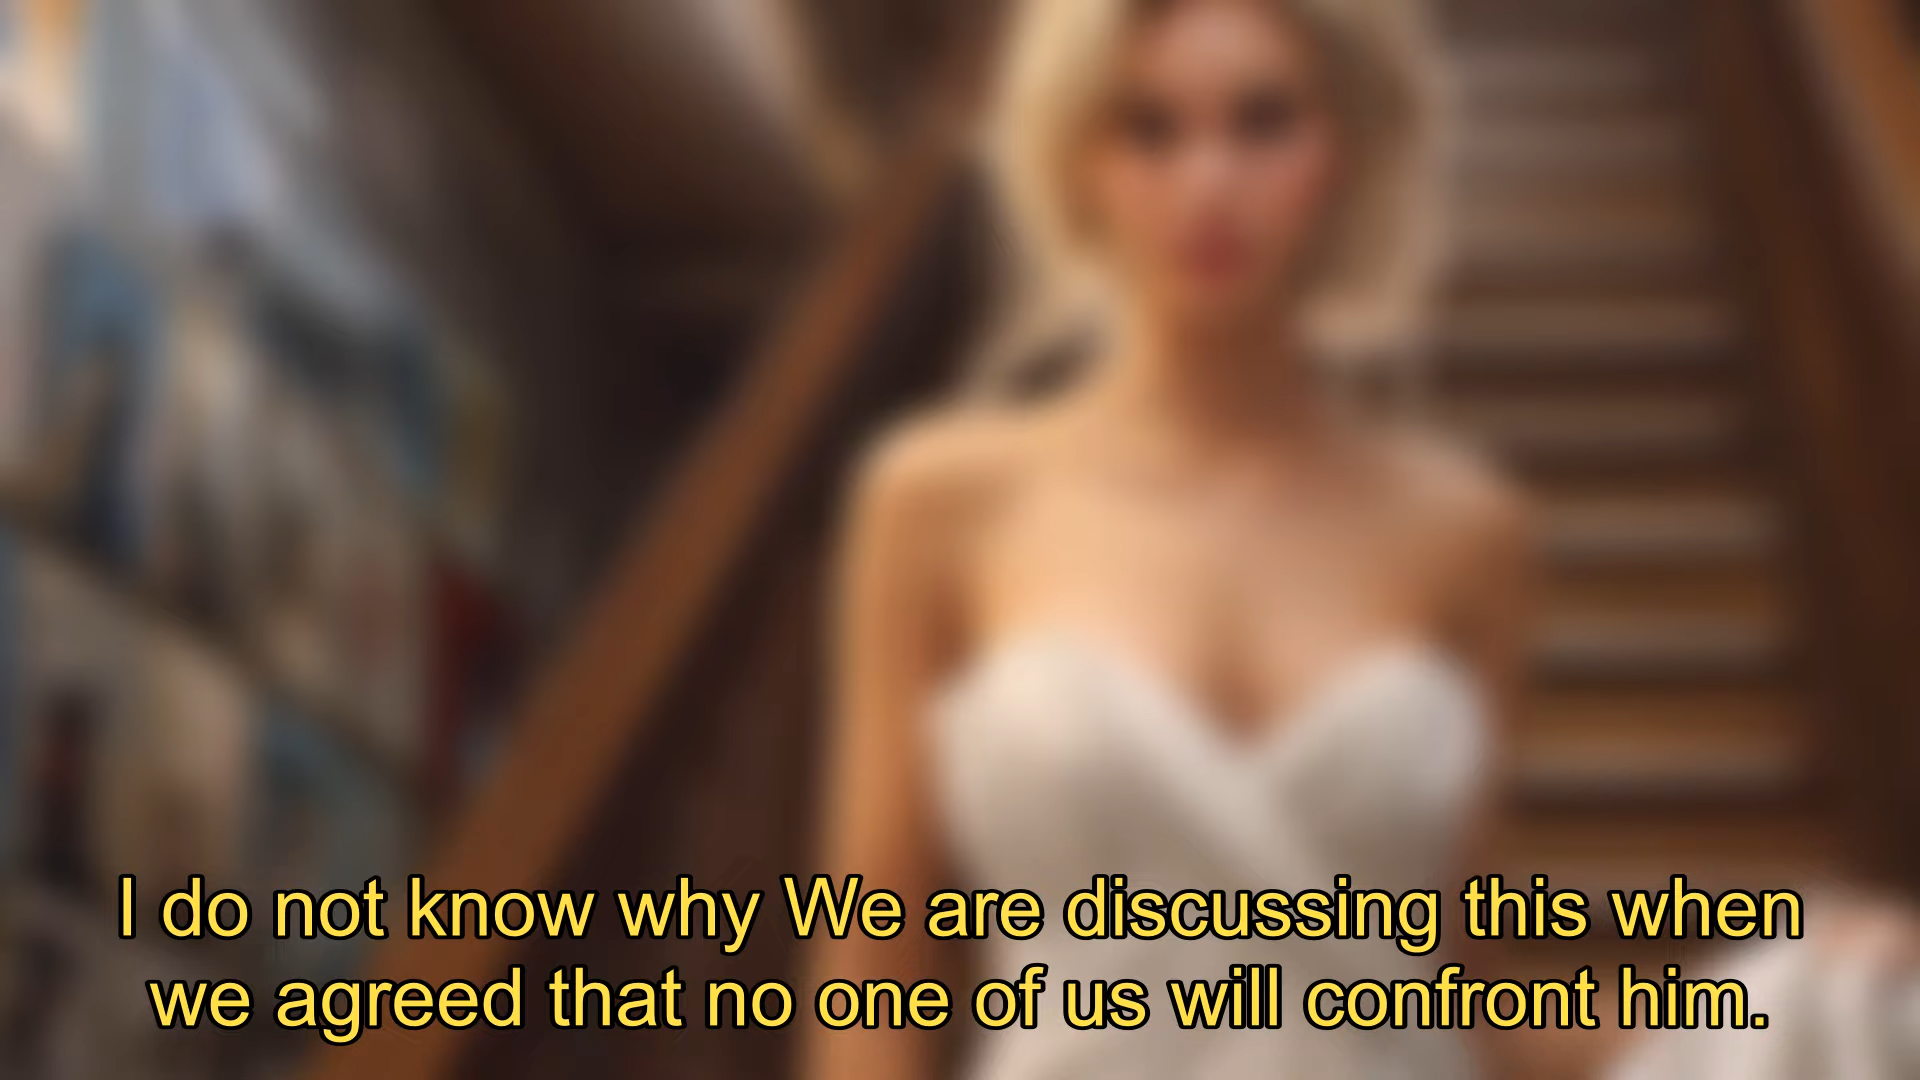 I do not know why We are discussing this when
we agreed that no one of us will confront him.